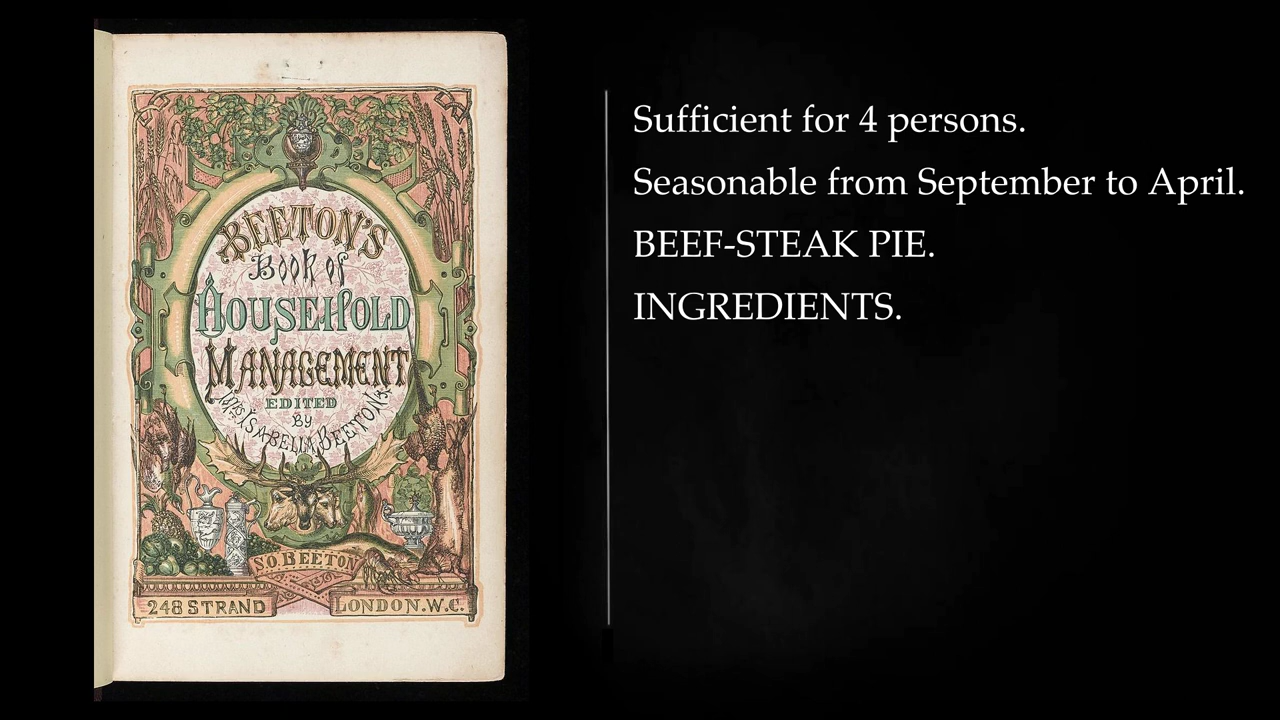 BEETON'S
Book of
HOUSEHOLD
MANAGEMENT
EDITED
BY
MRS ISABELLA BEETON
S.O. BEETON
248 STRAND
LONDON. W.C.
Sufficient for 4 persons.
Seasonable from September to April.
BEEF-STEAK PIE.
INGREDIENTS.